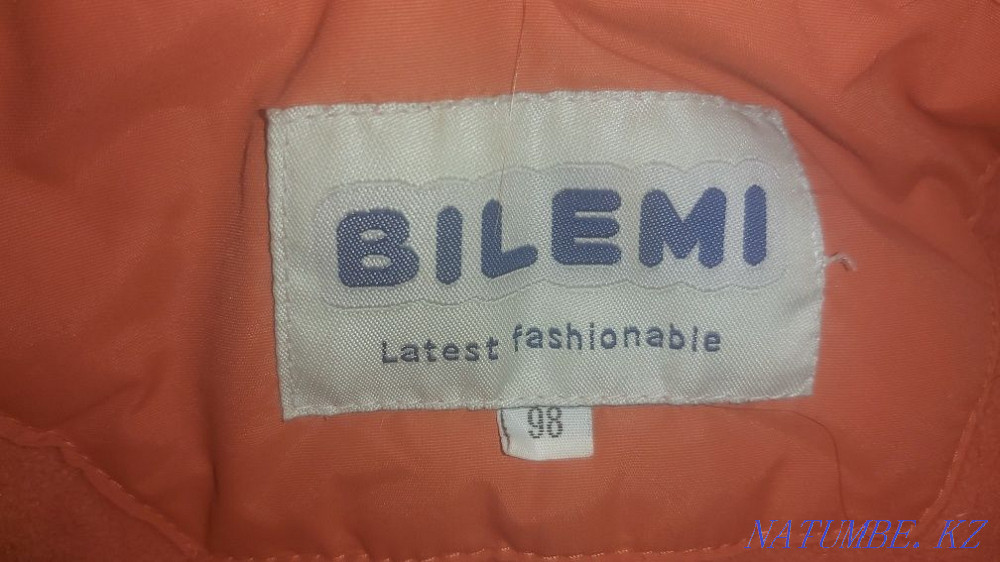 BILEMI
Latest fashionable
98
NATUMBE.KZ